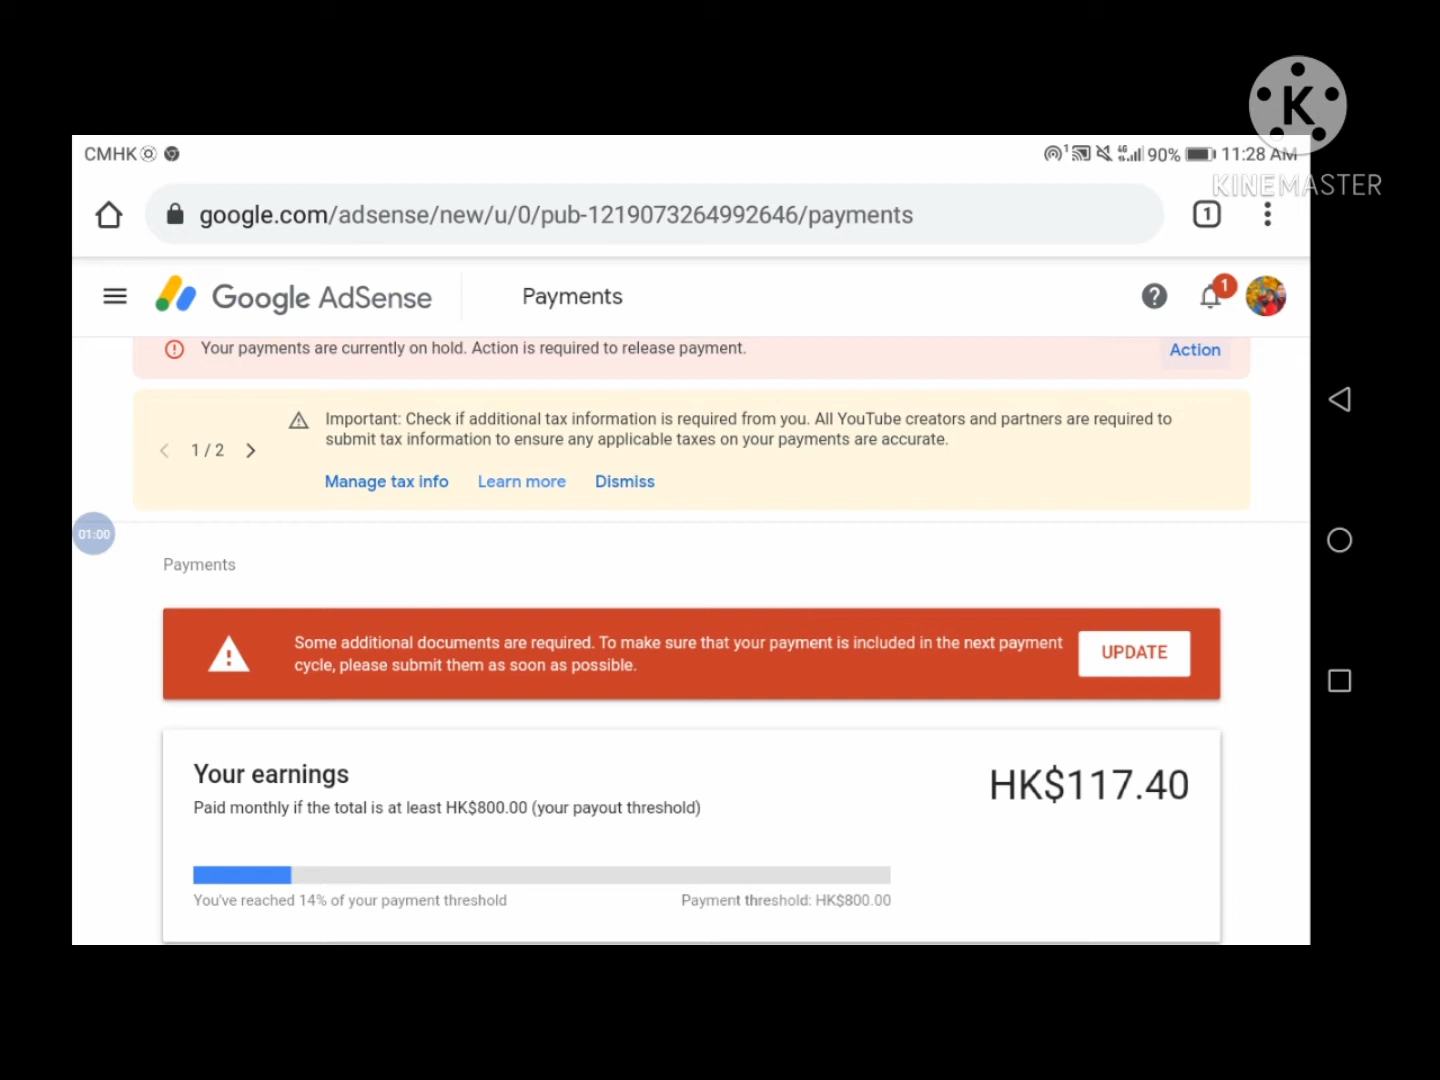 K
KINEMASTER
CMHK 1 4G 90% 11:28 AM
google.com/adsense/new/u/0/pub-1219073264992646/payments 1
Google AdSense Payments ? 1
Your payments are currently on hold. Action is required to release payment. Action
Important: Check if additional tax information is required from you. All YouTube creators and partners are required to
submit tax information to ensure any applicable taxes on your payments are accurate.
1 / 2
Manage tax info Learn more Dismiss
01:00
Payments
Some additional documents are required. To make sure that your payment is included in the next payment
cycle, please submit them as soon as possible.
UPDATE
Your earnings HK$117.40
Paid monthly if the total is at least HK$800.00 (your payout threshold)
You've reached 14% of your payment threshold Payment threshold: HK$800.00